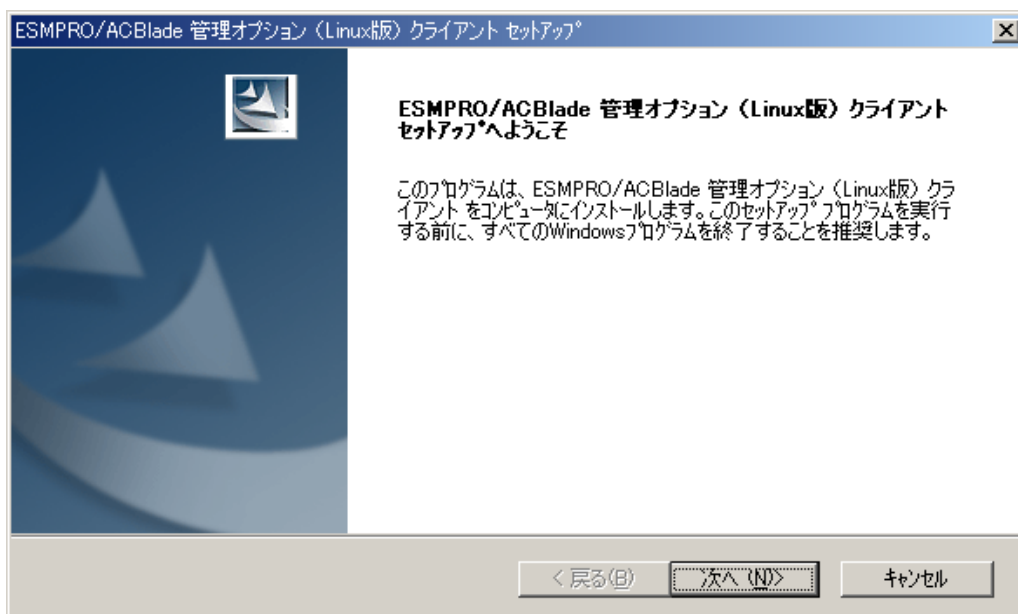 ESMPRO/ACBlade 管理オプション（Linux版）クライアント セットアップ
ESMPRO/ACBlade 管理オプション（Linux版）クライアント
セットアップへようこそ
このプログラムは、ESMPRO/ACBlade 管理オプション（Linux版）クラ
イアント をコンピュータにインストールします。このセットアップ プログラムを実行
する前に、すべてのWindowsプログラムを終了することを推奨します。
< 戻る(B)
次へ (N)>
キャンセル